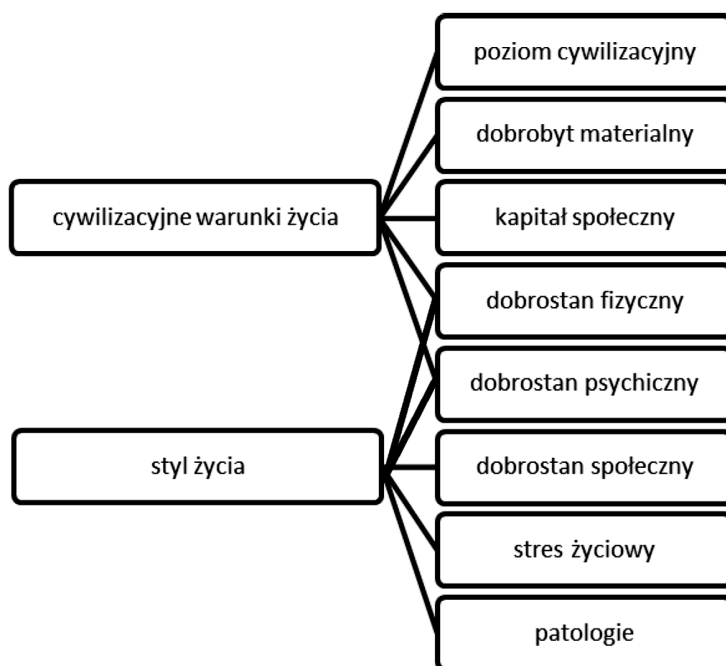 poziom cywilizacyjny
dobrobyt materialny
cywilizacyjne warunki życia
kapitał społeczny
dobrostan fizyczny
dobrostan psychiczny
styl życia
dobrostan społeczny
stres życiowy
patologie